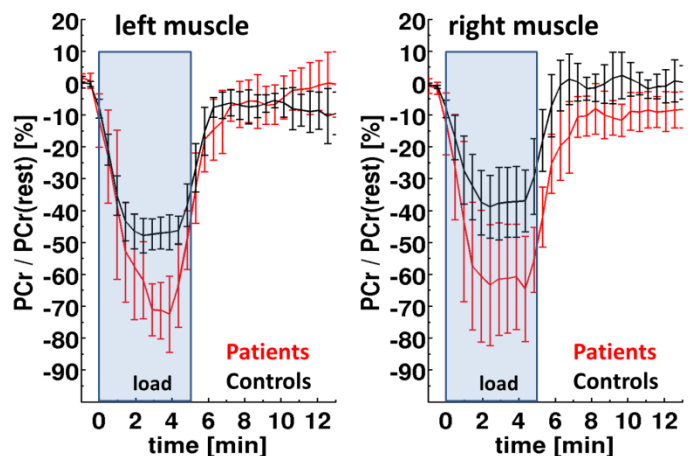 left muscle
PCr / PCr(rest) [%]
10
0
-10
-20
-30
-40
-50
-60
-70
-80
-90
load
Patients
Controls
0 2 4 6 8 10 12
time [min]
right muscle
PCr / PCr(rest) [%]
10
0
-10
-20
-30
-40
-50
-60
-70
-80
-90
load
Patients
Controls
0 2 4 6 8 10 12
time [min]